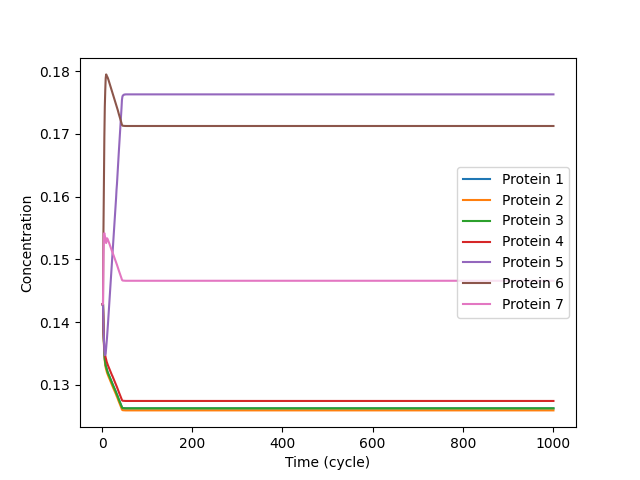 0.18
0.17
0.16
0.15
0.14
0.13
Concentration
0
200
400
600
800
1000
Time (cycle)
Protein 1
Protein 2
Protein 3
Protein 4
Protein 5
Protein 6
Protein 7